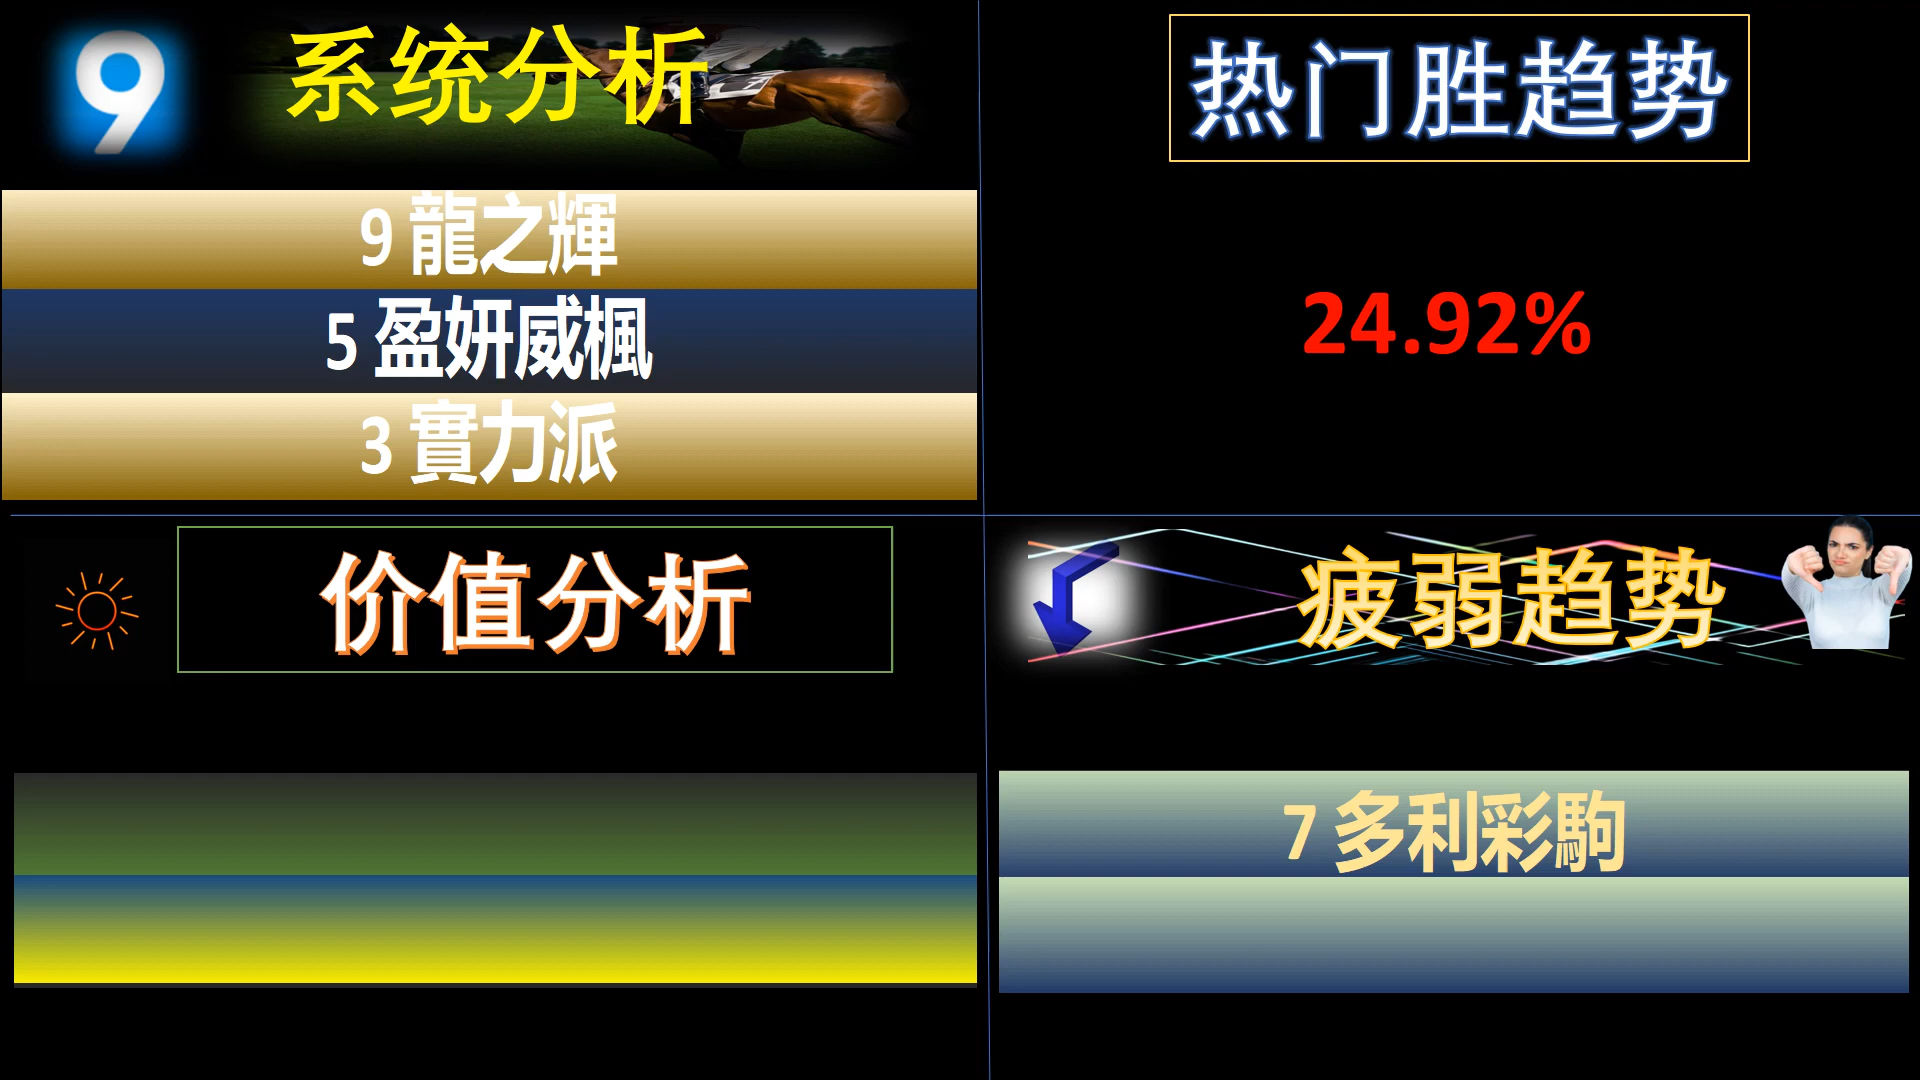 9
系统分析
9 龍之輝
5 盈妍威楓
3 實力派
热门胜趋势
24.92%
价值分析
疲弱趋势
7 多利彩駒